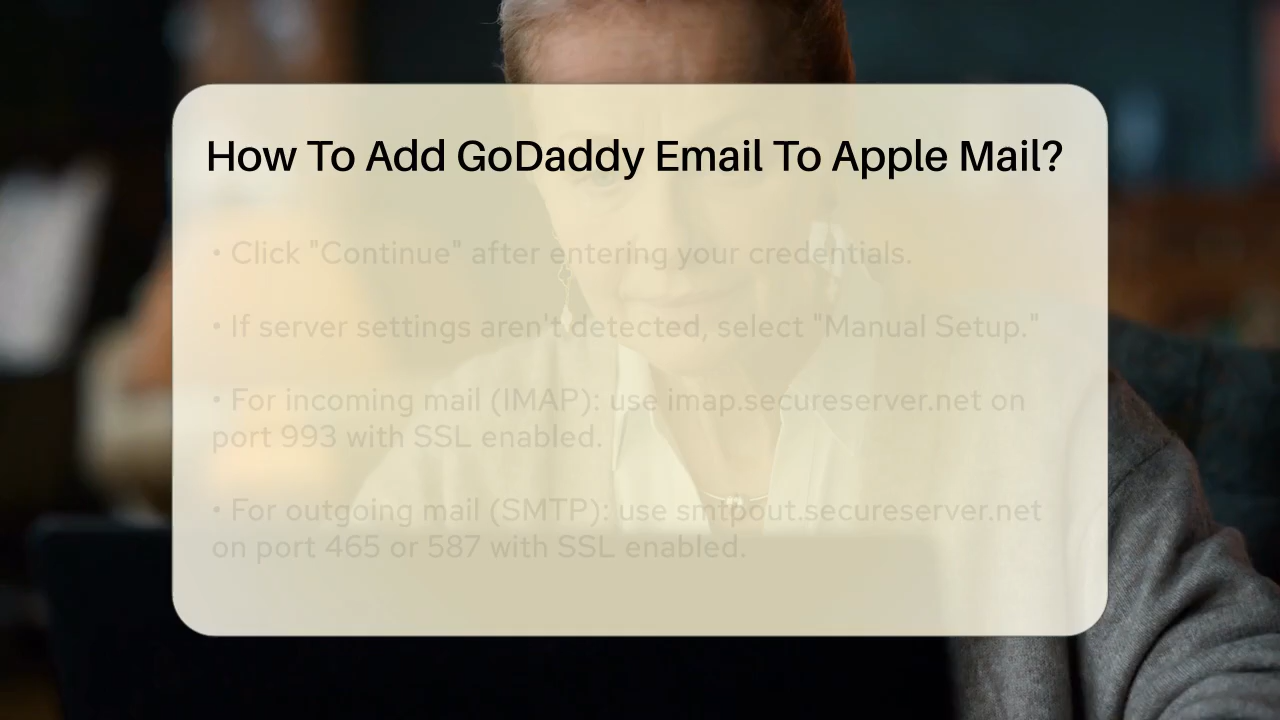 How To Add GoDaddy Email To Apple Mail?
• Click "Continue" after entering your credentials.
• If server settings aren't detected, select "Manual Setup."
• For incoming mail (IMAP): use imap.secureserver.net on
port 993 with SSL enabled.
• For outgoing mail (SMTP): use smtpout.secureserver.net
on port 465 or 587 with SSL enabled.